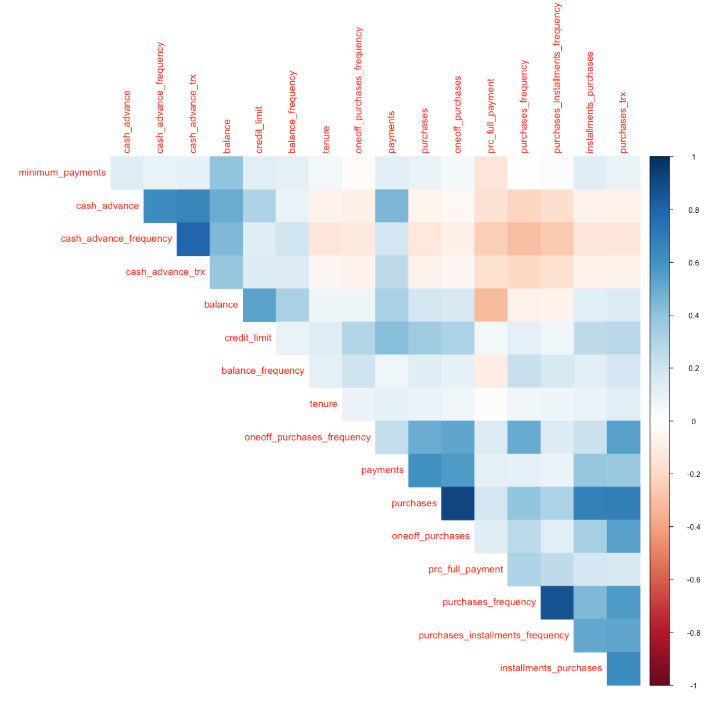 cash_advance
cash_advance_frequency
cash_advance_trx
balance
credit_limit
balance_frequency
tenure
oneoff_purchases_frequency
payments
purchases
oneoff_purchases
prc_full_payment
purchases_frequency
purchases_installments_frequency
installments_purchases
purchases_trx
minimum_payments
cash_advance
cash_advance_frequency
cash_advance_trx
balance
credit_limit
balance_frequency
tenure
oneoff_purchases_frequency
payments
purchases
oneoff_purchases
prc_full_payment
purchases_frequency
purchases_installments_frequency
installments_purchases
1
0.8
0.6
0.4
0.2
0
-0.2
-0.4
-0.6
-0.8
-1